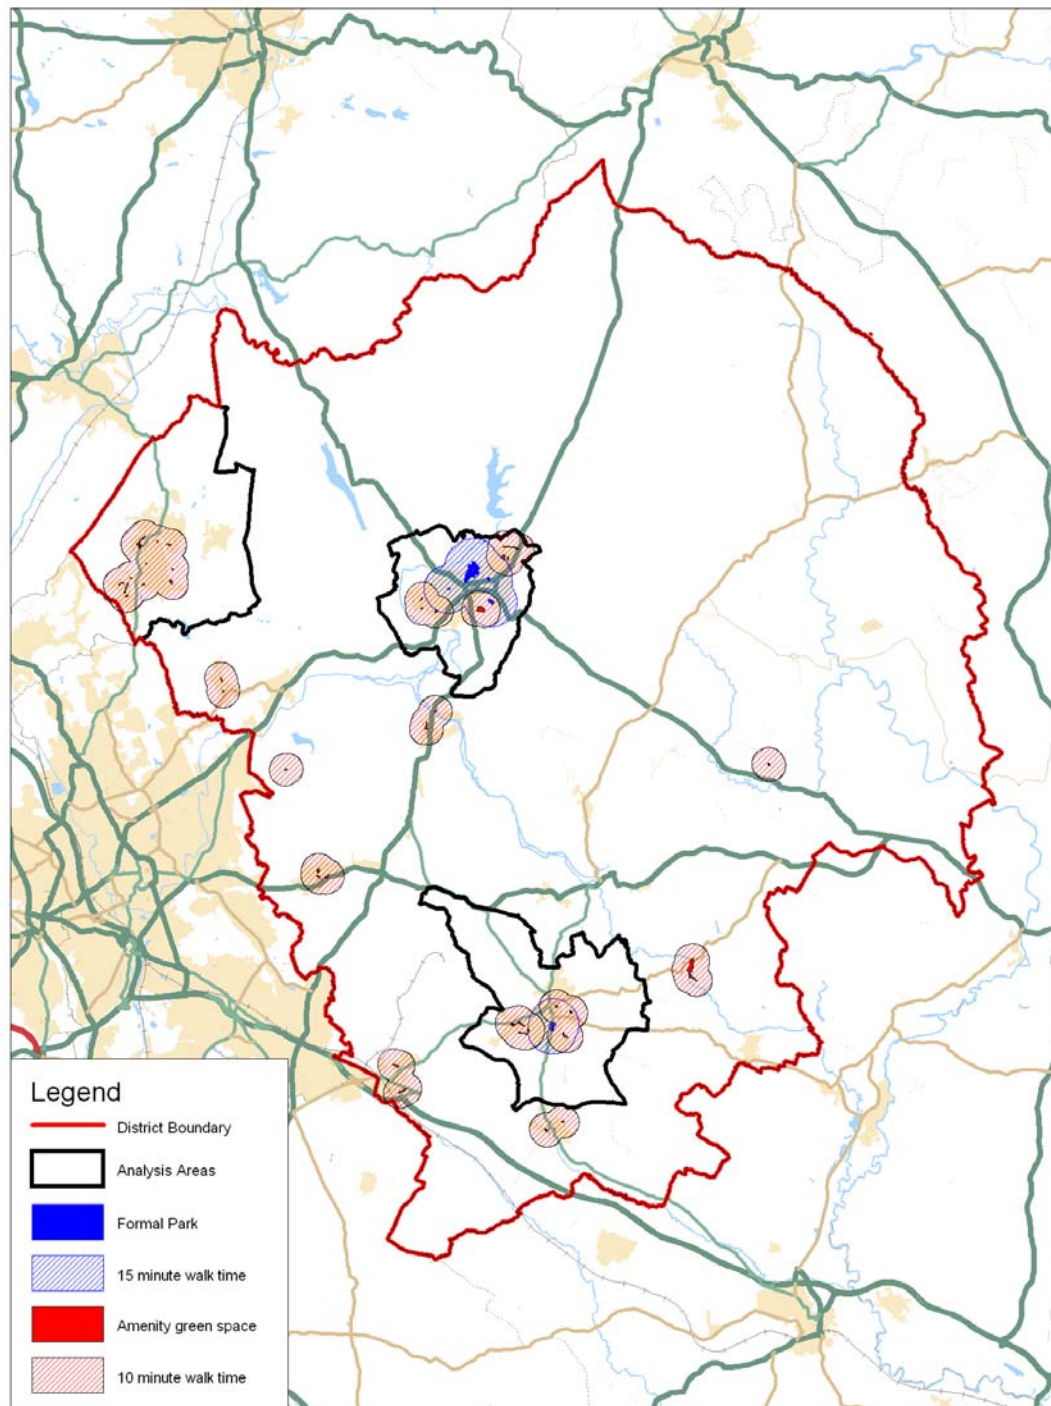 Legend
District Boundary
Analysis Areas
Formal Park
15 minute walk time
Amenity green space
10 minute walk time